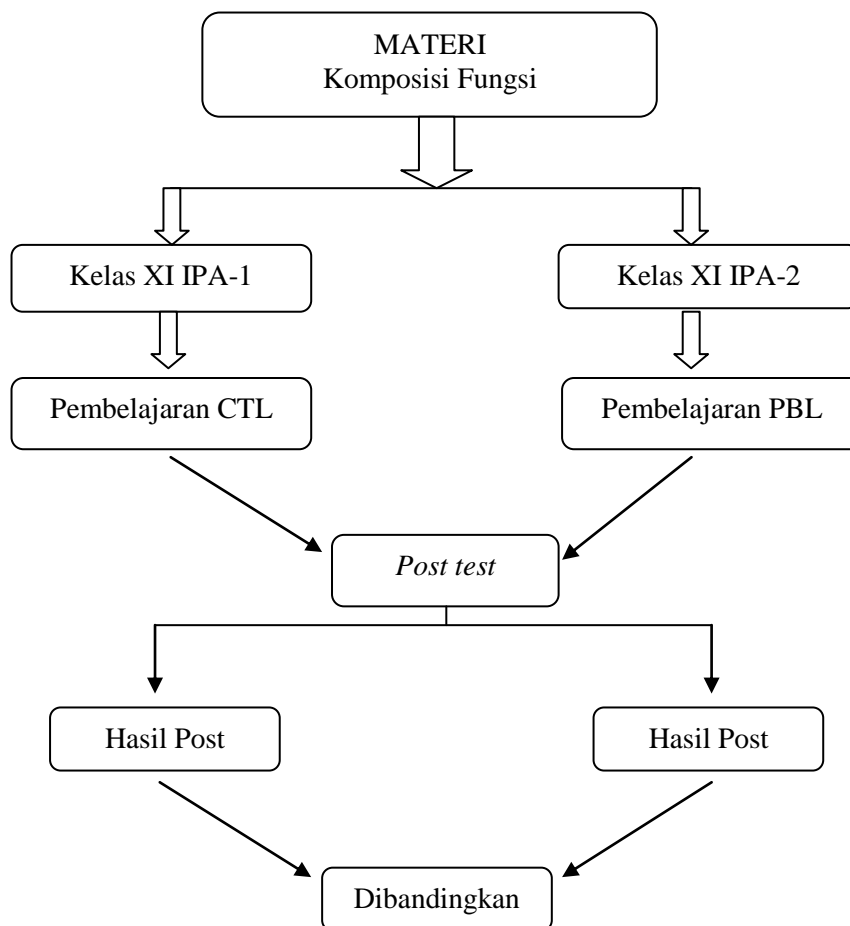 MATERI
Komposisi Fungsi
Kelas XI IPA-1
Kelas XI IPA-2
Pembelajaran CTL
Pembelajaran PBL
Post test
Hasil Post
Hasil Post
Dibandingkan